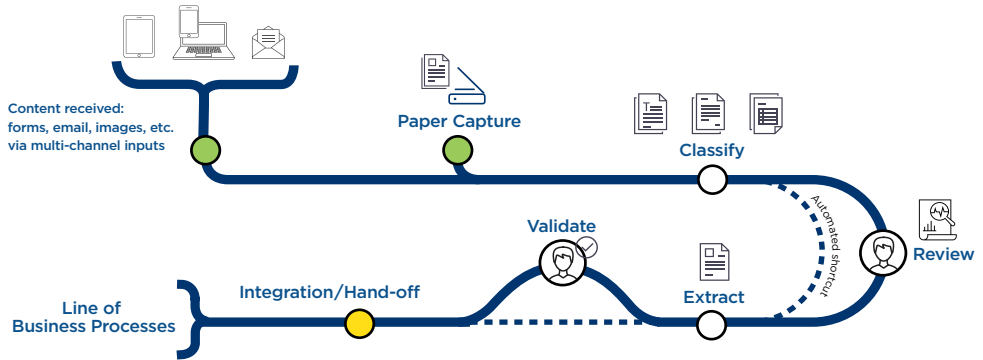 Content received:
forms, email, images, etc.
via multi-channel inputs
Paper Capture
T
Classify
Automated shortcut
Review
Validate
Extract
Integration/Hand-off
Line of
Business Processes